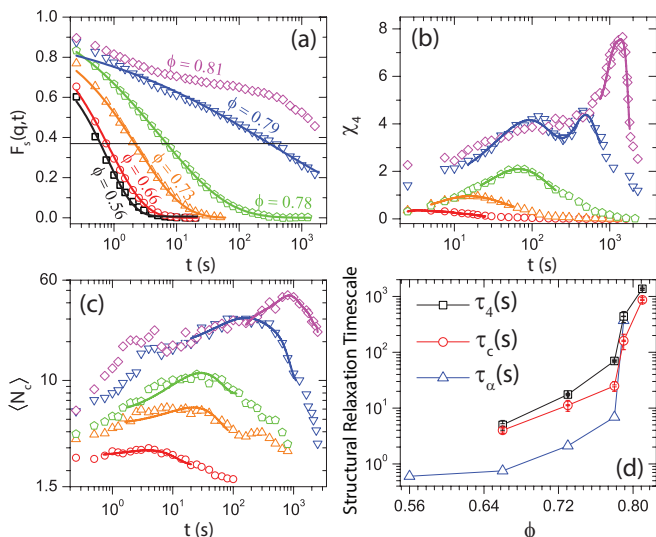 (a)
1.0
0.8
0.6
0.4
0.2
0.0
F_s(q,t)
ϕ = 0.81
ϕ = 0.79
ϕ = 0.78
ϕ = 0.73
ϕ = 0.66
ϕ = 0.56
10^0 10^1 10^2 10^3
t (s)
(b)
8
6
4
2
0
χ_4
10^1 10^2 10^3
t (s)
(c)
60
10
1.5
⟨N_c⟩
10^0 10^1 10^2 10^3
t (s)
(d)
Structural Relaxation Timescale
τ_4(s)
τ_c(s)
τ_α(s)
10^3
10^2
10^1
10^0
0.56 0.64 0.72 0.80
ϕ